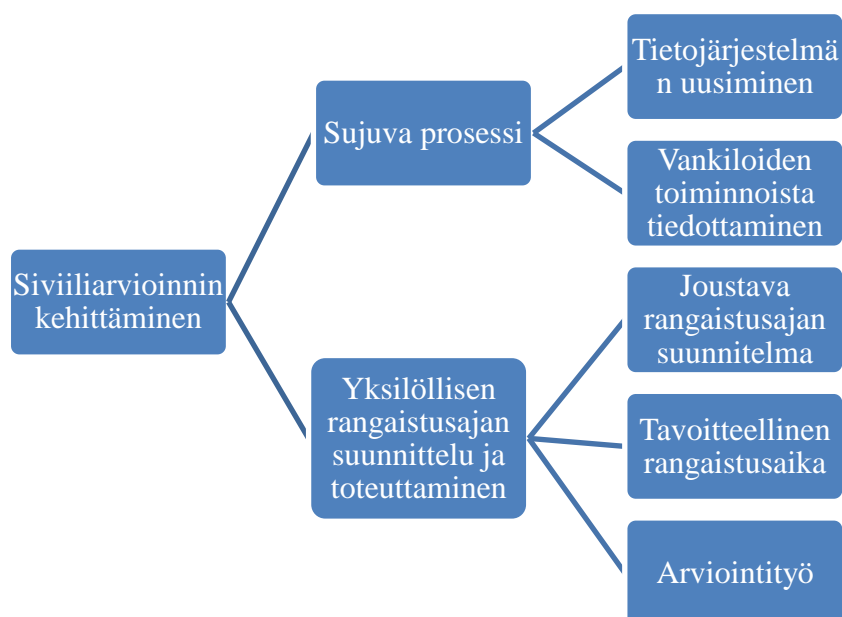 Siviiliarvioinnin
kehittäminen
Sujuva prosessi
Tietojärjestelmä
n uusiminen
Vankiloiden
toiminnoista
tiedottaminen
Yksilöllisen
rangaistusajan
suunnittelu ja
toteuttaminen
Joustava
rangaistusajan
suunnitelma
Tavoitteellinen
rangaistusaika
Arviointityö